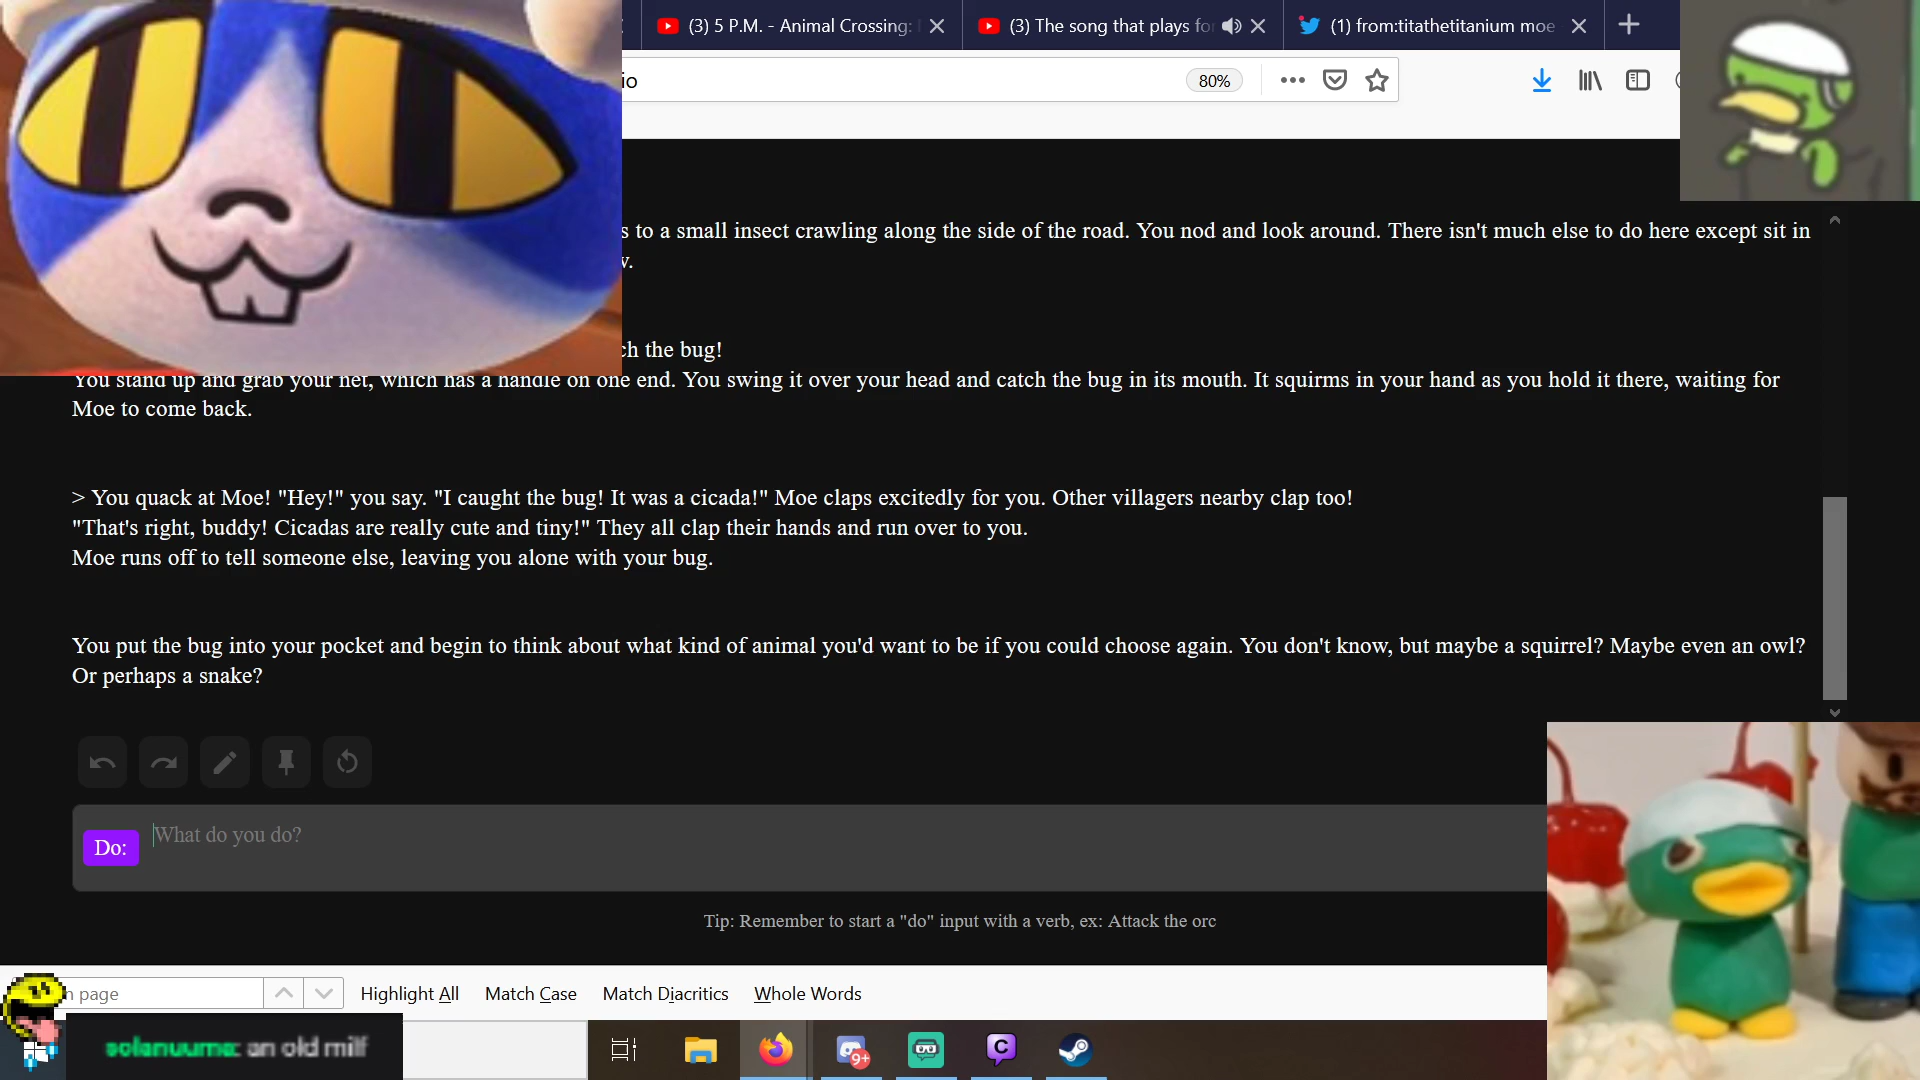 (3) 5 P.M. - Animal Crossing:
(3) The song that plays for
(1) from:titathetitanium moe
io
80%
s to a small insect crawling along the side of the road. You nod and look around. There isn't much else to do here except sit in
ch the bug!
You stand up and grab your net, which has a handle on one end. You swing it over your head and catch the bug in its mouth. It squirms in your hand as you hold it there, waiting for
Moe to come back.
> You quack at Moe! "Hey!" you say. "I caught the bug! It was a cicada!" Moe claps excitedly for you. Other villagers nearby clap too!
"That's right, buddy! Cicadas are really cute and tiny!" They all clap their hands and run over to you.
Moe runs off to tell someone else, leaving you alone with your bug.
You put the bug into your pocket and begin to think about what kind of animal you'd want to be if you could choose again. You don't know, but maybe a squirrel? Maybe even an owl?
Or perhaps a snake?
Do:
What do you do?
Tip: Remember to start a "do" input with a verb, ex: Attack the orc
n page
Highlight All
Match Case
Match Diacritics
Whole Words
solanuuma: an old milf
9+